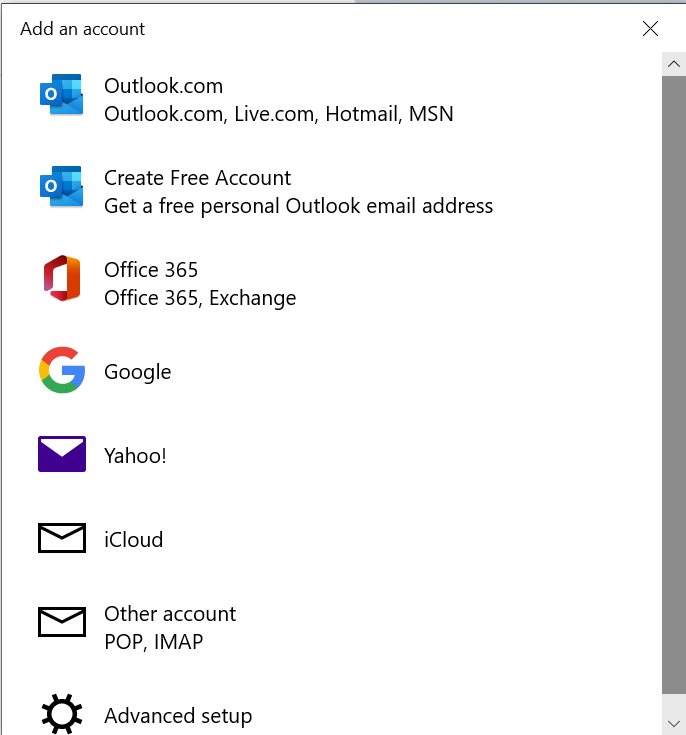 Add an account
Outlook.com
Outlook.com, Live.com, Hotmail, MSN
Create Free Account
Get a free personal Outlook email address
Office 365
Office 365, Exchange
Google
Yahoo!
iCloud
Other account
POP, IMAP
Advanced setup